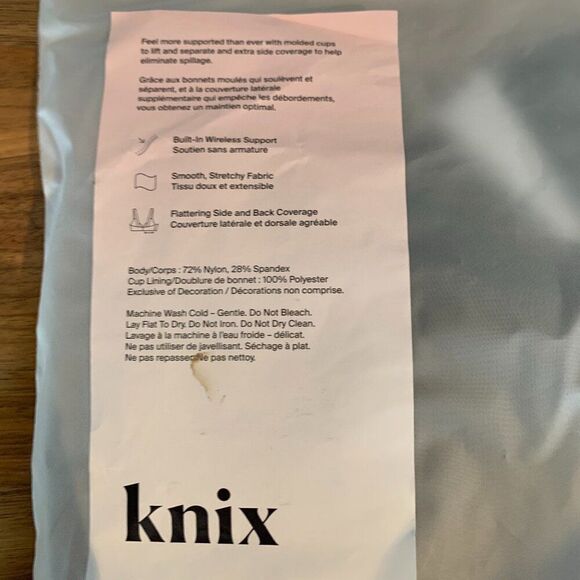 Feel more supported than ever with molded cups
to lift and separate and extra side coverage to help
eliminate spillage.
Grâce aux bonnets moulés qui soulèvent et
séparent, et à la couverture latérale
supplémentaire qui empêche les débordements,
vous obtenez un maintien optimal.
Built-In Wireless Support
Soutien sans armature
Smooth, Stretchy Fabric
Tissu doux et extensible
Flattering Side and Back Coverage
Couverture latérale et dorsale agréable
Body/Corps : 72% Nylon, 28% Spandex
Cup Lining/Doublure de bonnet : 100% Polyester
Exclusive of Decoration / Décorations non comprise.
Machine Wash Cold – Gentle. Do Not Bleach.
Lay Flat To Dry. Do Not Iron. Do Not Dry Clean.
Lavage à la machine à l'eau froide – délicat.
Ne pas utiliser de javellisant. Séchage à plat.
Ne pas repasser. Ne pas nettoy.
knix